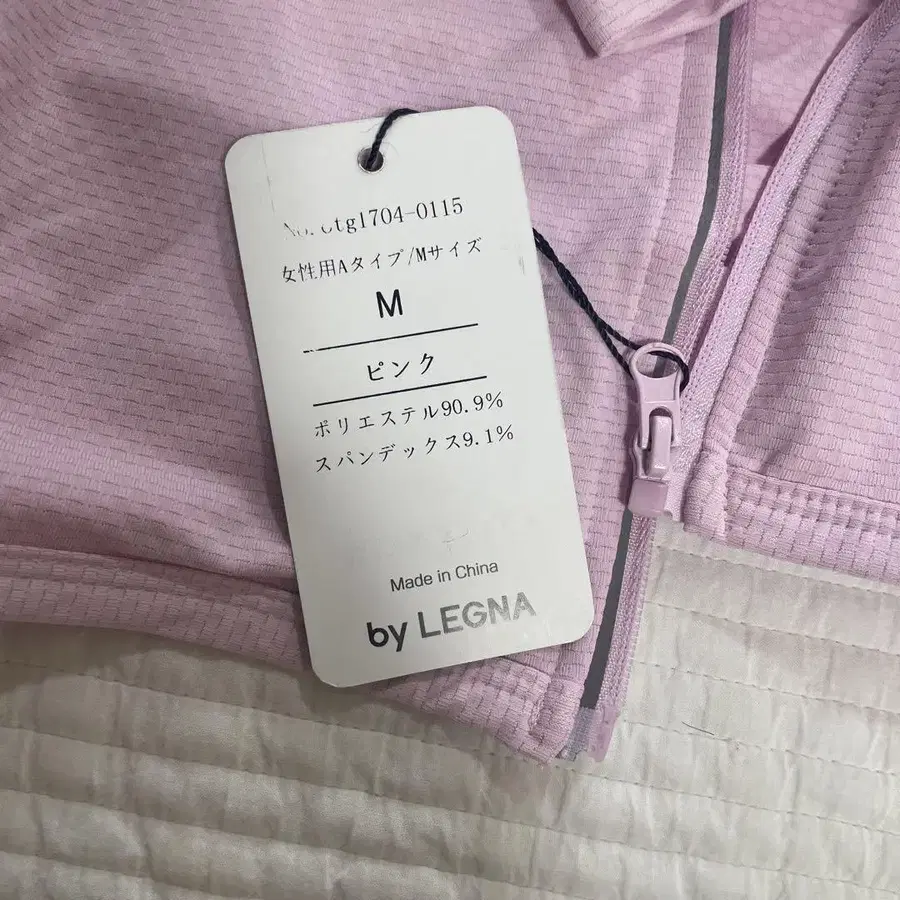 No. ctg1704-0115
女性用Aタイプ/Mサイズ
M
ピンク
ポリエステル90.9%
スパンデックス9.1%
Made in China
by LEGNA